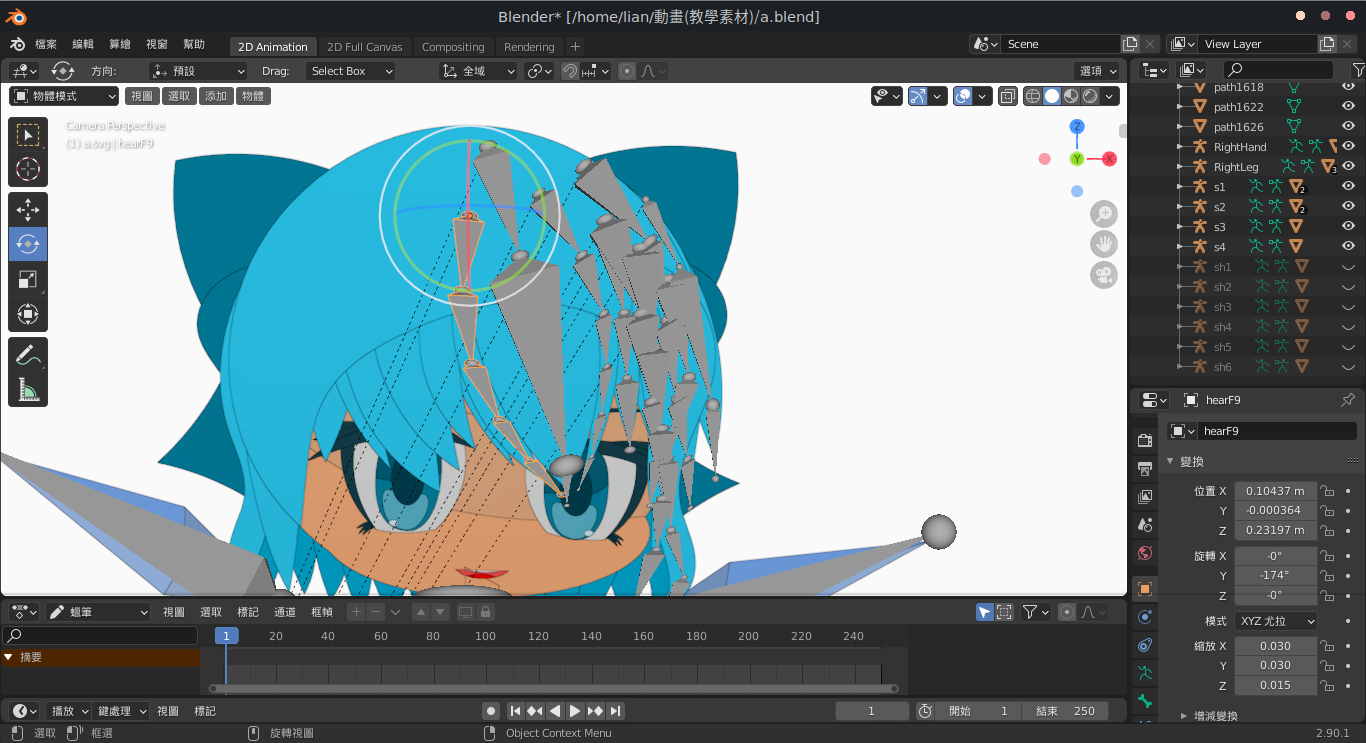 Blender* [/home/lian/動畫(教學素材)/a.blend]
檔案 編輯 算繪 視窗 幫助 2D Animation 2D Full Canvas Compositing Rendering + Scene View Layer
方向: 預設 Drag: Select Box 全域 選項
物體模式 視圖 選取 添加 物體
Camera Perspective
(1) a.svg | hearF9
Z
Y
X
path1618
path1622
path1626
RightHand
RightLeg 3
s1 2
s2 2
s3
s4
sh1
sh2
sh3
sh4
sh5
sh6
hearF9
hearF9
變換
位置 X 0.10437 m
Y -0.000364
Z 0.23197 m
旋轉 X -0°
Y -174°
Z -0°
模式 XYZ 尤拉
縮放 X 0.030
Y 0.030
Z 0.015
增減變換
蠟筆 視圖 選取 標記 通道 框幀
1 20 40 60 80 100 120 140 160 180 200 220 240
摘要
播放 鍵處理 視圖 標記 1 開始 1 結束 250
選取 框選 旋轉視圖 Object Context Menu 2.90.1